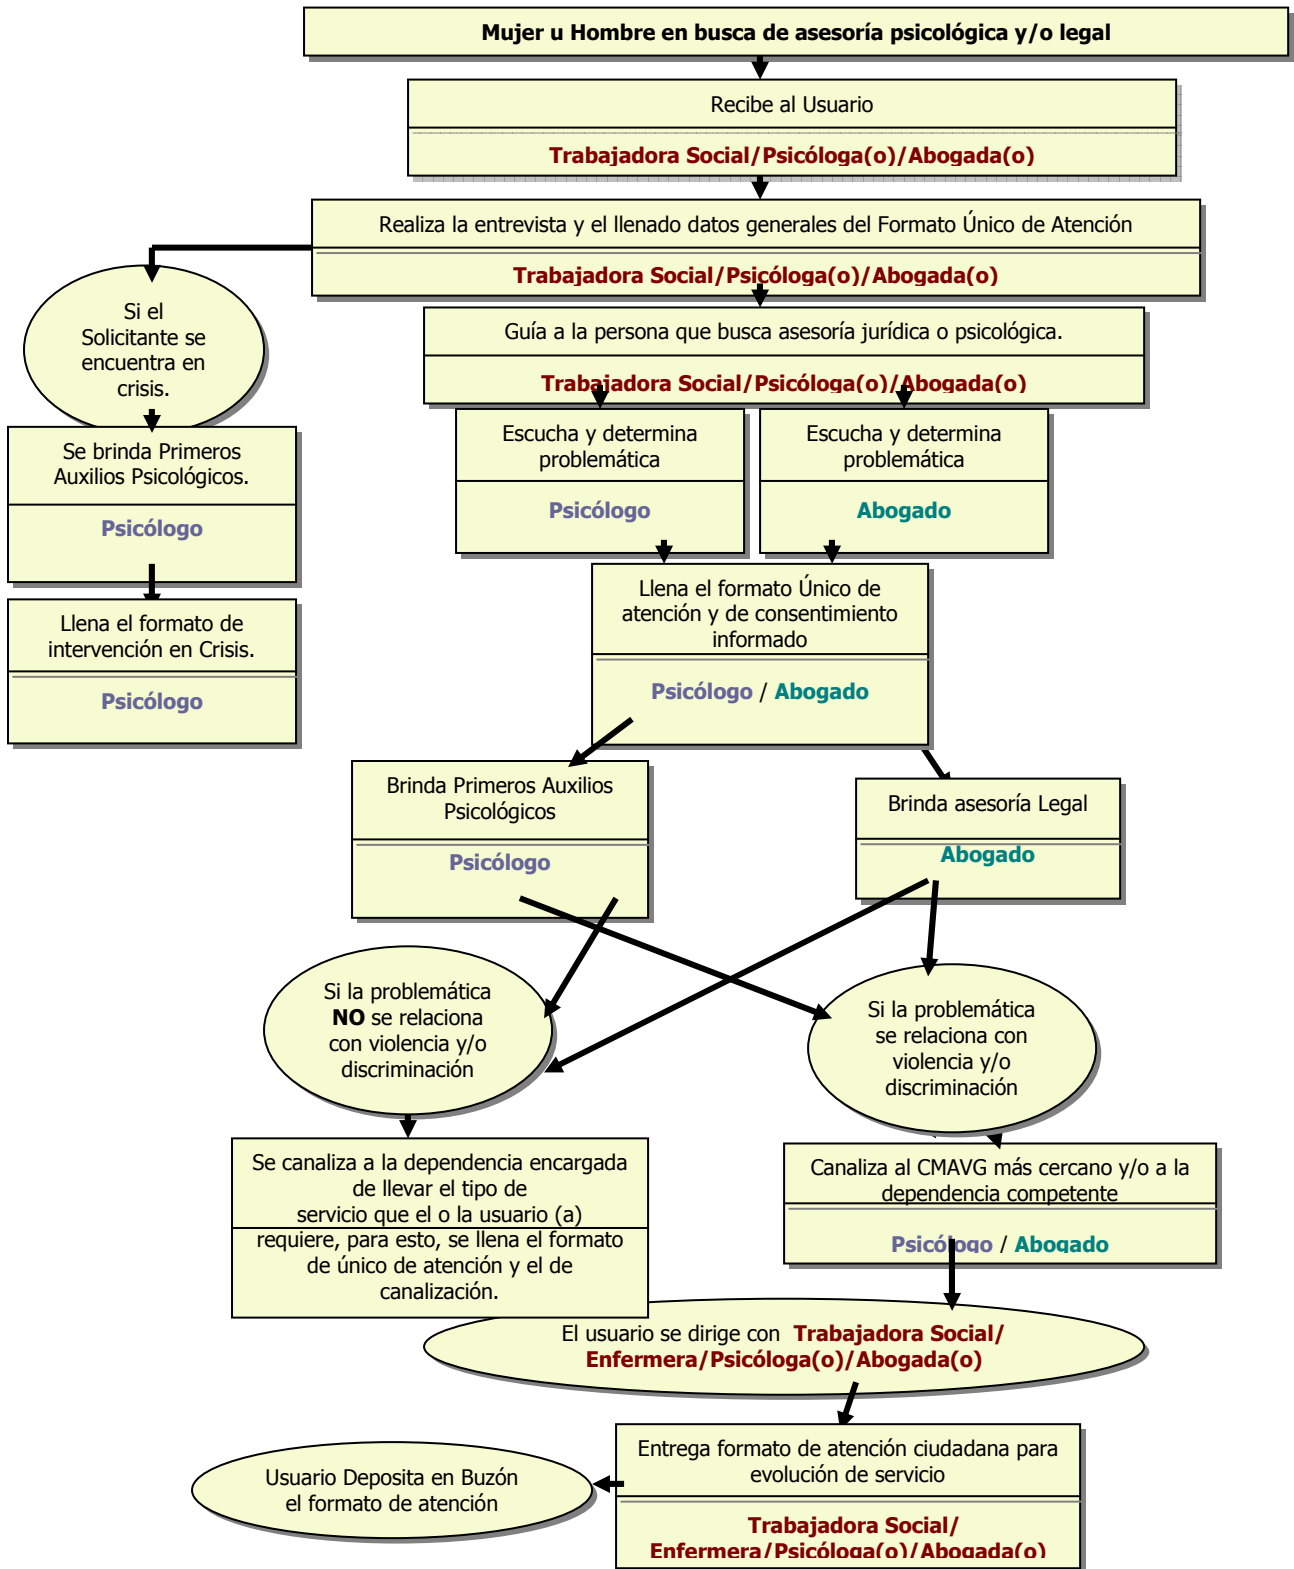 Mujer u Hombre en busca de asesoría psicológica y/o legal
Recibe al Usuario
Trabajadora Social/Psicóloga(o)/Abogada(o)
Realiza la entrevista y el llenado datos generales del Formato Único de Atención
Trabajadora Social/Psicóloga(o)/Abogada(o)
Si el
Solicitante se
encuentra en
crisis.
Se brinda Primeros
Auxilios Psicológicos.
Psicólogo
Llena el formato de
intervención en Crisis.
Psicólogo
Guía a la persona que busca asesoría jurídica o psicológica.
Trabajadora Social/Psicóloga(o)/Abogada(o)
Escucha y determina
problemática
Psicólogo
Escucha y determina
problemática
Abogado
Llena el formato Único de
atención y de consentimiento
informado
Psicólogo / Abogado
Brinda Primeros Auxilios
Psicológicos
Psicólogo
Brinda asesoría Legal
Abogado
Si la problemática
NO se relaciona
con violencia y/o
discriminación
Si la problemática
se relaciona con
violencia y/o
discriminación
Se canaliza a la dependencia encargada
de llevar el tipo de
servicio que el o la usuario (a)
requiere, para esto, se llena el formato
de único de atención y el de
canalización.
Canaliza al CMAVG más cercano y/o a la
dependencia competente
Psicólogo / Abogado
El usuario se dirige con Trabajadora Social/
Enfermera/Psicóloga(o)/Abogada(o)
Entrega formato de atención ciudadana para
evolución de servicio
Trabajadora Social/
Enfermera/Psicóloga(o)/Abogada(o)
Usuario Deposita en Buzón
el formato de atención